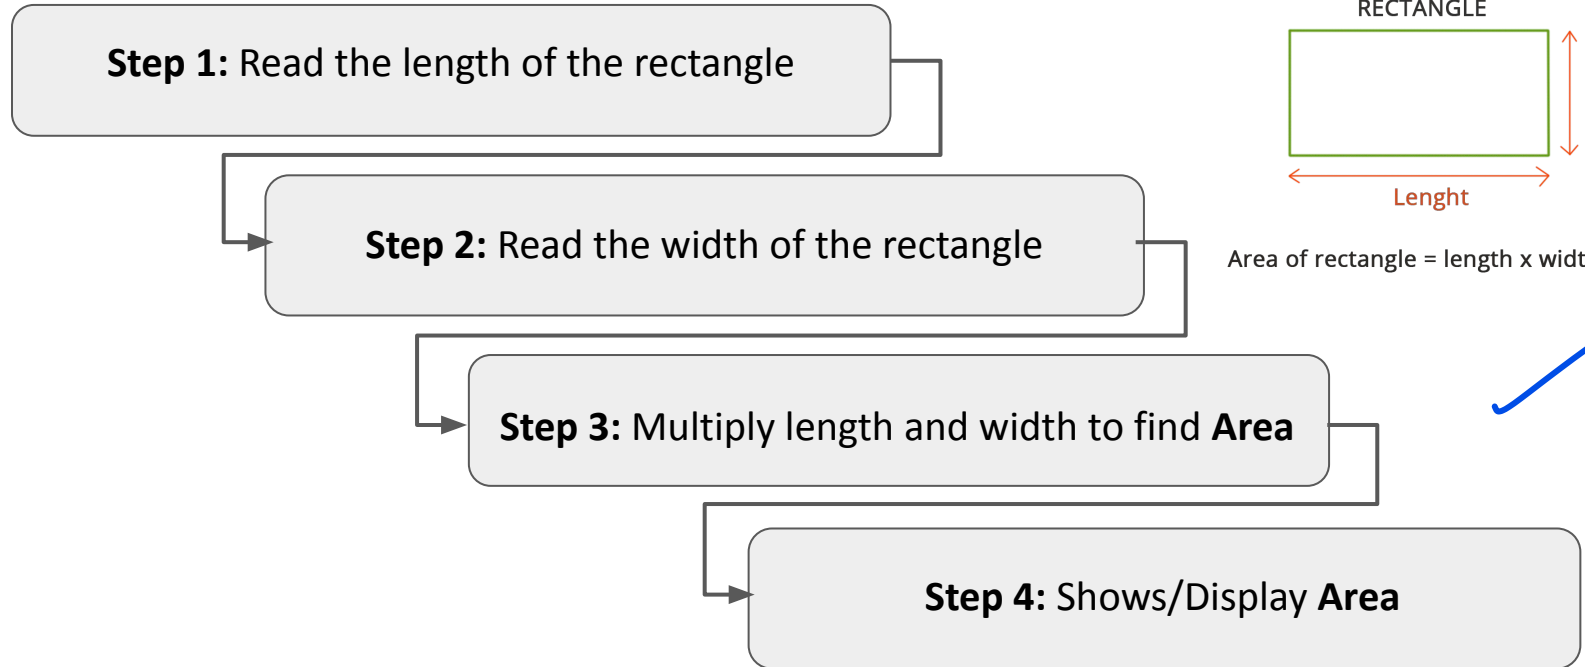 RECTANGLE
Step 1: Read the length of the rectangle
Lenght
Step 2: Read the width of the rectangle
Area of rectangle = length x widt
Step 3: Multiply length and width to find Area
Step 4: Shows/Display Area